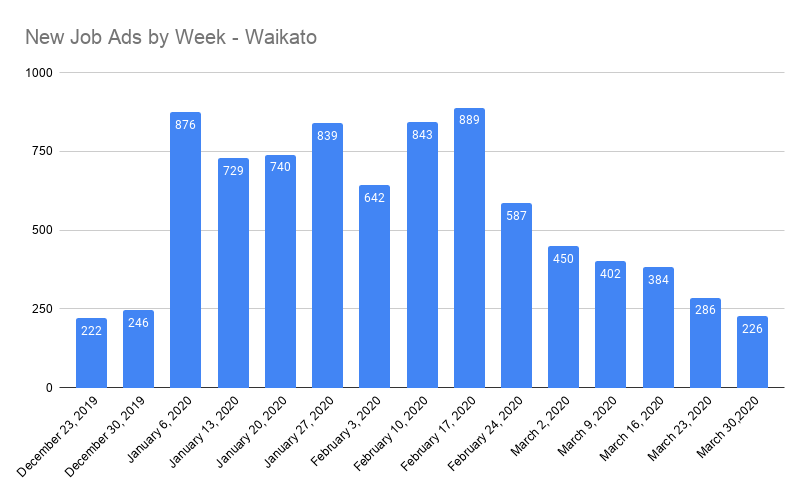 New Job Ads by Week - Waikato
1000
750
500
250
0
222
246
876
729
740
839
642
843
889
587
450
402
384
286
226
December 23, 2019
December 30, 2019
January 6, 2020
January 13, 2020
January 20, 2020
January 27, 2020
February 3, 2020
February 10, 2020
February 17, 2020
February 24, 2020
March 2, 2020
March 9, 2020
March 16, 2020
March 23, 2020
March 30,2020